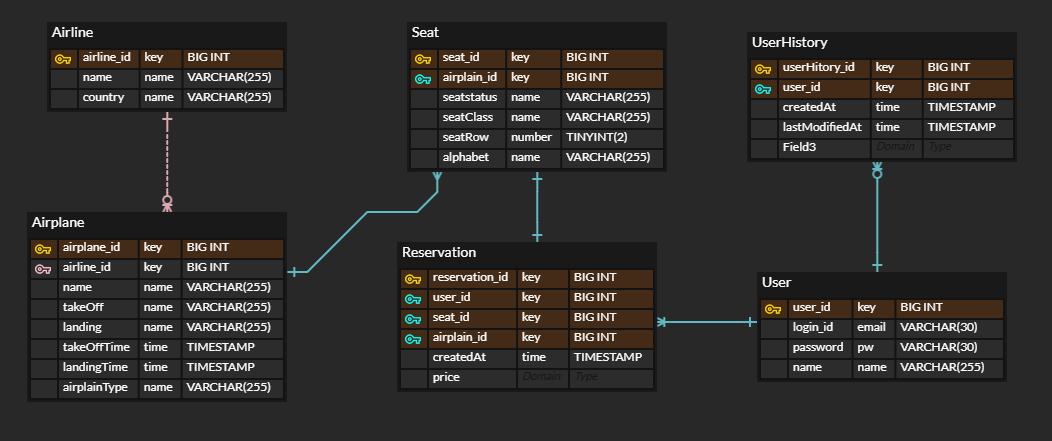 Airline
airline_id key BIG INT
name name VARCHAR(255)
country name VARCHAR(255)
Seat
seat_id key BIG INT
airplain_id key BIG INT
seatstatus name VARCHAR(255)
seatClass name VARCHAR(255)
seatRow number TINYINT(2)
alphabet name VARCHAR(255)
UserHistory
userHitory_id key BIG INT
user_id key BIG INT
createdAt time TIMESTAMP
lastModifiedAt time TIMESTAMP
Field3 Domain Type
Airplane
airplane_id key BIG INT
airline_id key BIG INT
name name VARCHAR(255)
takeOff name VARCHAR(255)
landing name VARCHAR(255)
takeOffTime time TIMESTAMP
landingTime time TIMESTAMP
airplainType name VARCHAR(255)
Reservation
reservation_id key BIG INT
user_id key BIG INT
seat_id key BIG INT
airplain_id key BIG INT
createdAt time TIMESTAMP
price Domain Type
User
user_id key BIG INT
login_id email VARCHAR(30)
password pw VARCHAR(30)
name name VARCHAR(255)